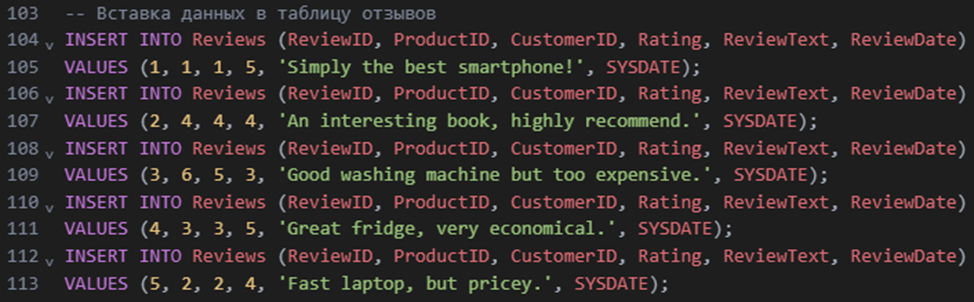 103 -- Вставка данных в таблицу отзывов
104 INSERT INTO Reviews (ReviewID, ProductID, CustomerID, Rating, ReviewText, ReviewDate)
105 VALUES (1, 1, 1, 5, 'Simply the best smartphone!', SYSDATE);
106 INSERT INTO Reviews (ReviewID, ProductID, CustomerID, Rating, ReviewText, ReviewDate)
107 VALUES (2, 4, 4, 4, 'An interesting book, highly recommend.', SYSDATE);
108 INSERT INTO Reviews (ReviewID, ProductID, CustomerID, Rating, ReviewText, ReviewDate)
109 VALUES (3, 6, 5, 3, 'Good washing machine but too expensive.', SYSDATE);
110 INSERT INTO Reviews (ReviewID, ProductID, CustomerID, Rating, ReviewText, ReviewDate)
111 VALUES (4, 3, 3, 5, 'Great fridge, very economical.', SYSDATE);
112 INSERT INTO Reviews (ReviewID, ProductID, CustomerID, Rating, ReviewText, ReviewDate)
113 VALUES (5, 2, 2, 4, 'Fast laptop, but pricey.', SYSDATE);